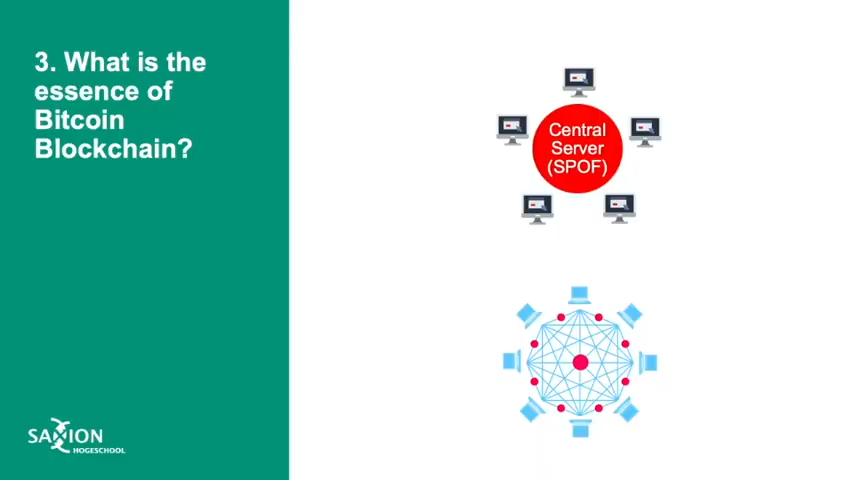 3. What is the
essence of
Bitcoin
Blockchain?
Central
Server
(SPOF)
SAXION
HOGESCHOOL